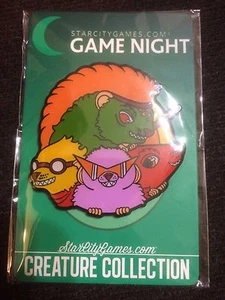 STARCITYGAMES.COM'
GAME NIGHT
StarCityGames.com'
CREATURE COLLECTION